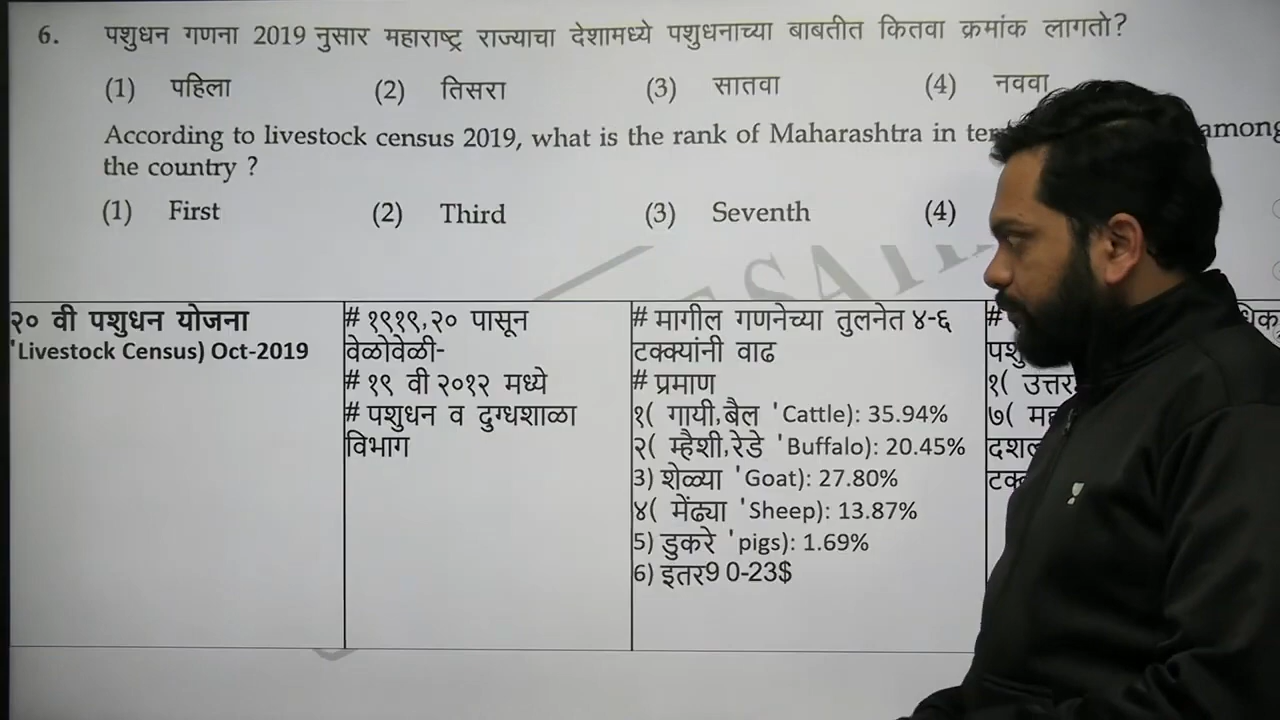 6. पशुधन गणना 2019 नुसार महाराष्ट्र राज्याचा देशामध्ये पशुधनाच्या बाबतीत कितवा क्रमांक लागतो?
(1) पहिला (2) तिसरा (3) सातवा (4) नववा
According to livestock census 2019, what is the rank of Maharashtra in among
the country ?
(1) First (2) Third (3) Seventh (4)
२० वी पशुधन योजना
'Livestock Census) Oct-2019
# १९१९,२० पासून
वेळोवेळी-
# १९ वी २०१२ मध्ये
# पशुधन व दुग्धशाळा
विभाग
# मागील गणनेच्या तुलनेत ४-६
टक्क्यांनी वाढ
# प्रमाण
१( गायी,बैल 'Cattle): 35.94%
२( म्हैशी,रेडे 'Buffalo): 20.45%
3) शेळ्या 'Goat): 27.80%
४( मेंढ्या 'Sheep): 13.87%
5) डुकरे 'pigs): 1.69%
6) इतर9 0-23$
#
१(
७(